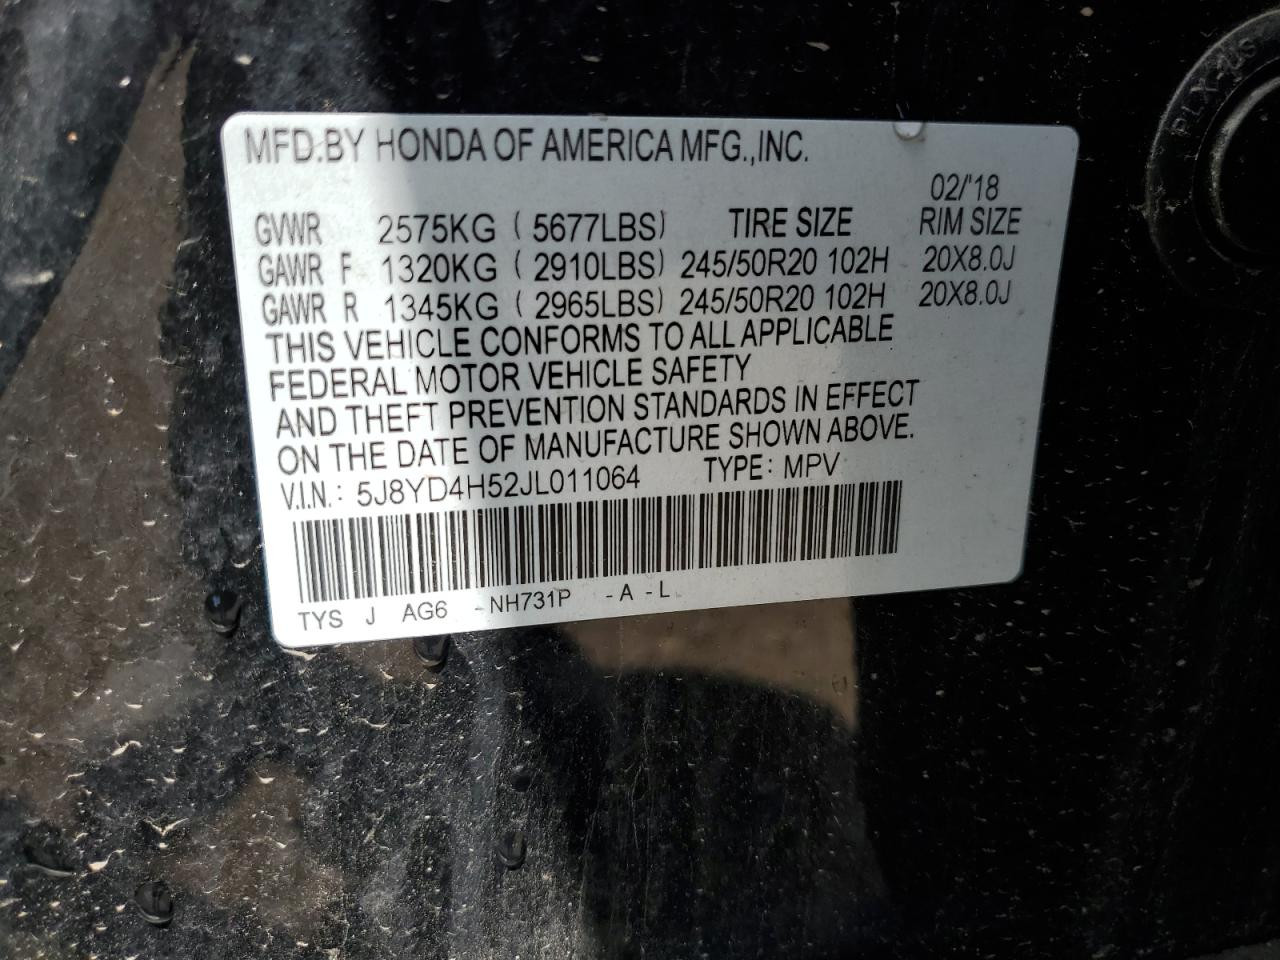 MFD.BY HONDA OF AMERICA MFG.,INC.
02/'18
GVWR 2575KG ( 5677LBS) TIRE SIZE RIM SIZE
GAWR F 1320KG ( 2910LBS) 245/50R20 102H 20X8.0J
GAWR R 1345KG ( 2965LBS) 245/50R20 102H 20X8.0J
THIS VEHICLE CONFORMS TO ALL APPLICABLE
FEDERAL MOTOR VEHICLE SAFETY
AND THEFT PREVENTION STANDARDS IN EFFECT
ON THE DATE OF MANUFACTURE SHOWN ABOVE.
V.I.N.: 5J8YD4H52JL011064 TYPE: MPV
TYS J AG6 - NH731P - A - L